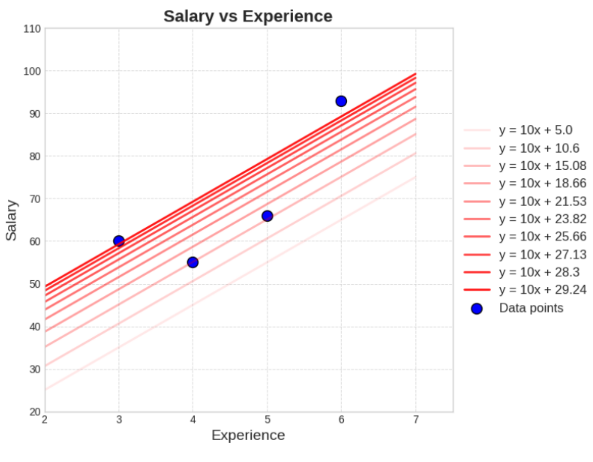 Salary vs Experience
110
100
90
80
70
60
50
40
30
20
Salary
2 3 4 5 6 7
Experience
y = 10x + 5.0
y = 10x + 10.6
y = 10x + 15.08
y = 10x + 18.66
y = 10x + 21.53
y = 10x + 23.82
y = 10x + 25.66
y = 10x + 27.13
y = 10x + 28.3
y = 10x + 29.24
Data points